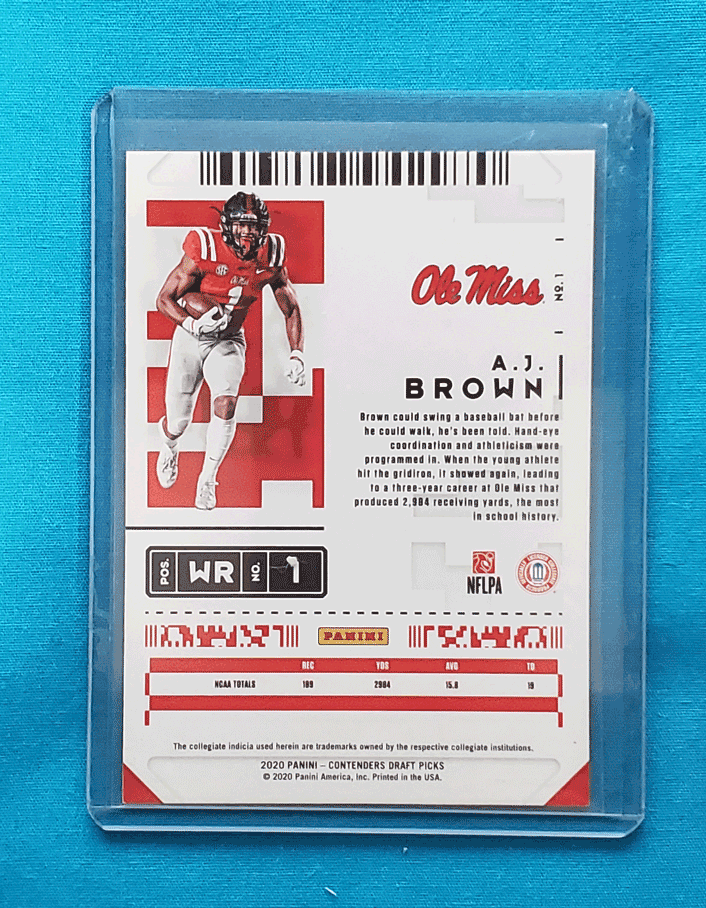 Ole Miss
No. 1
A.J.
BROWN
Brown could swing a baseball bat before
he could walk, he's been told. Hand-eye
coordination and athleticism were
programmed in. When the young athlete
hit the gridiron, it showed again, leading
to a three-year career at Ole Miss that
produced 2,984 receiving yards, the most
in school history.
POS. WR NO. 1
NFLPA
PANINI
REC YDS AVG TD
NCAA TOTALS 189 2984 15.8 19
The collegiate indicia used herein are trademarks owned by the respective collegiate institutions.
2020 PANINI – CONTENDERS DRAFT PICKS
© 2020 Panini America, Inc. Printed in the USA.